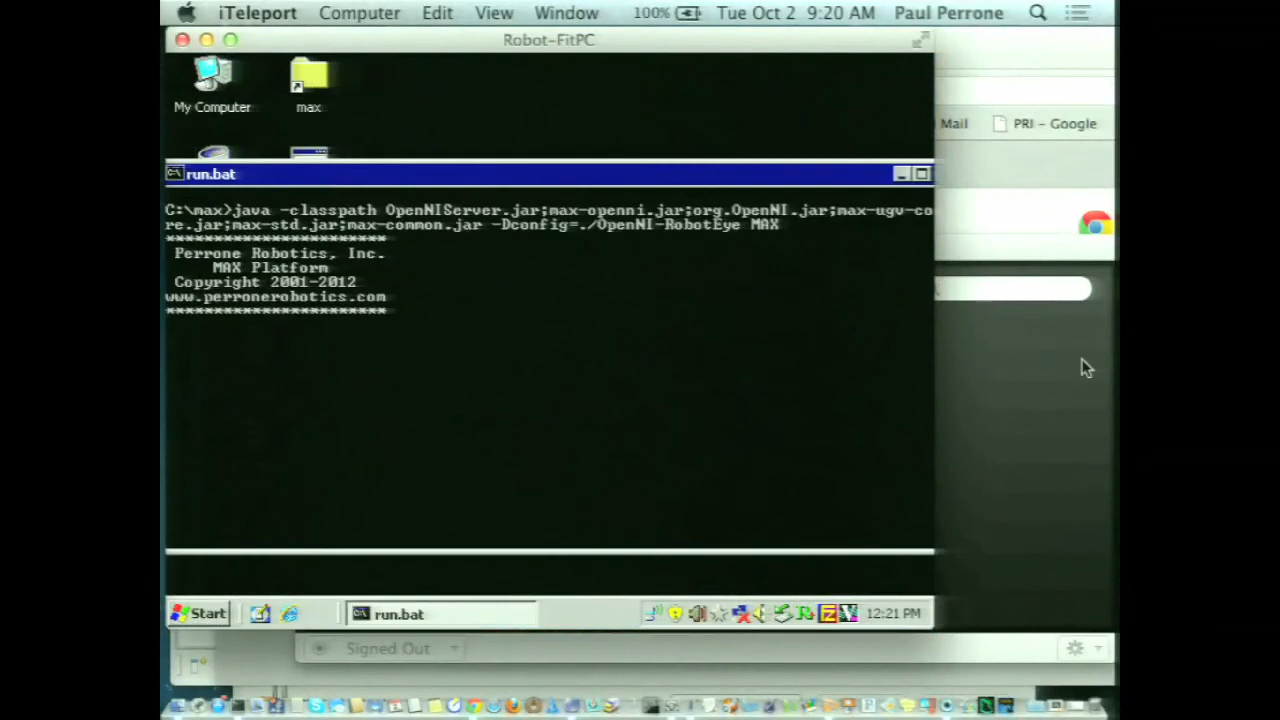 iTeleport Computer Edit View Window 100% Tue Oct 2 9:20 AM Paul Perrone
Robot-FitPC
My Computer
max
Mail
PRI – Google
run.bat
C:\max>java -classpath OpenNIServer.jar;max-openni.jar;org.OpenNI.jar;max-ugv-co
re.jar;max-std.jar;max-common.jar -Dconfig=./OpenNI-RobotEye MAX
***********************
Perrone Robotics, Inc.
MAX Platform
Copyright 2001-2012
www.perronerobotics.com
***********************
Start
run.bat
12:21 PM
Signed Out